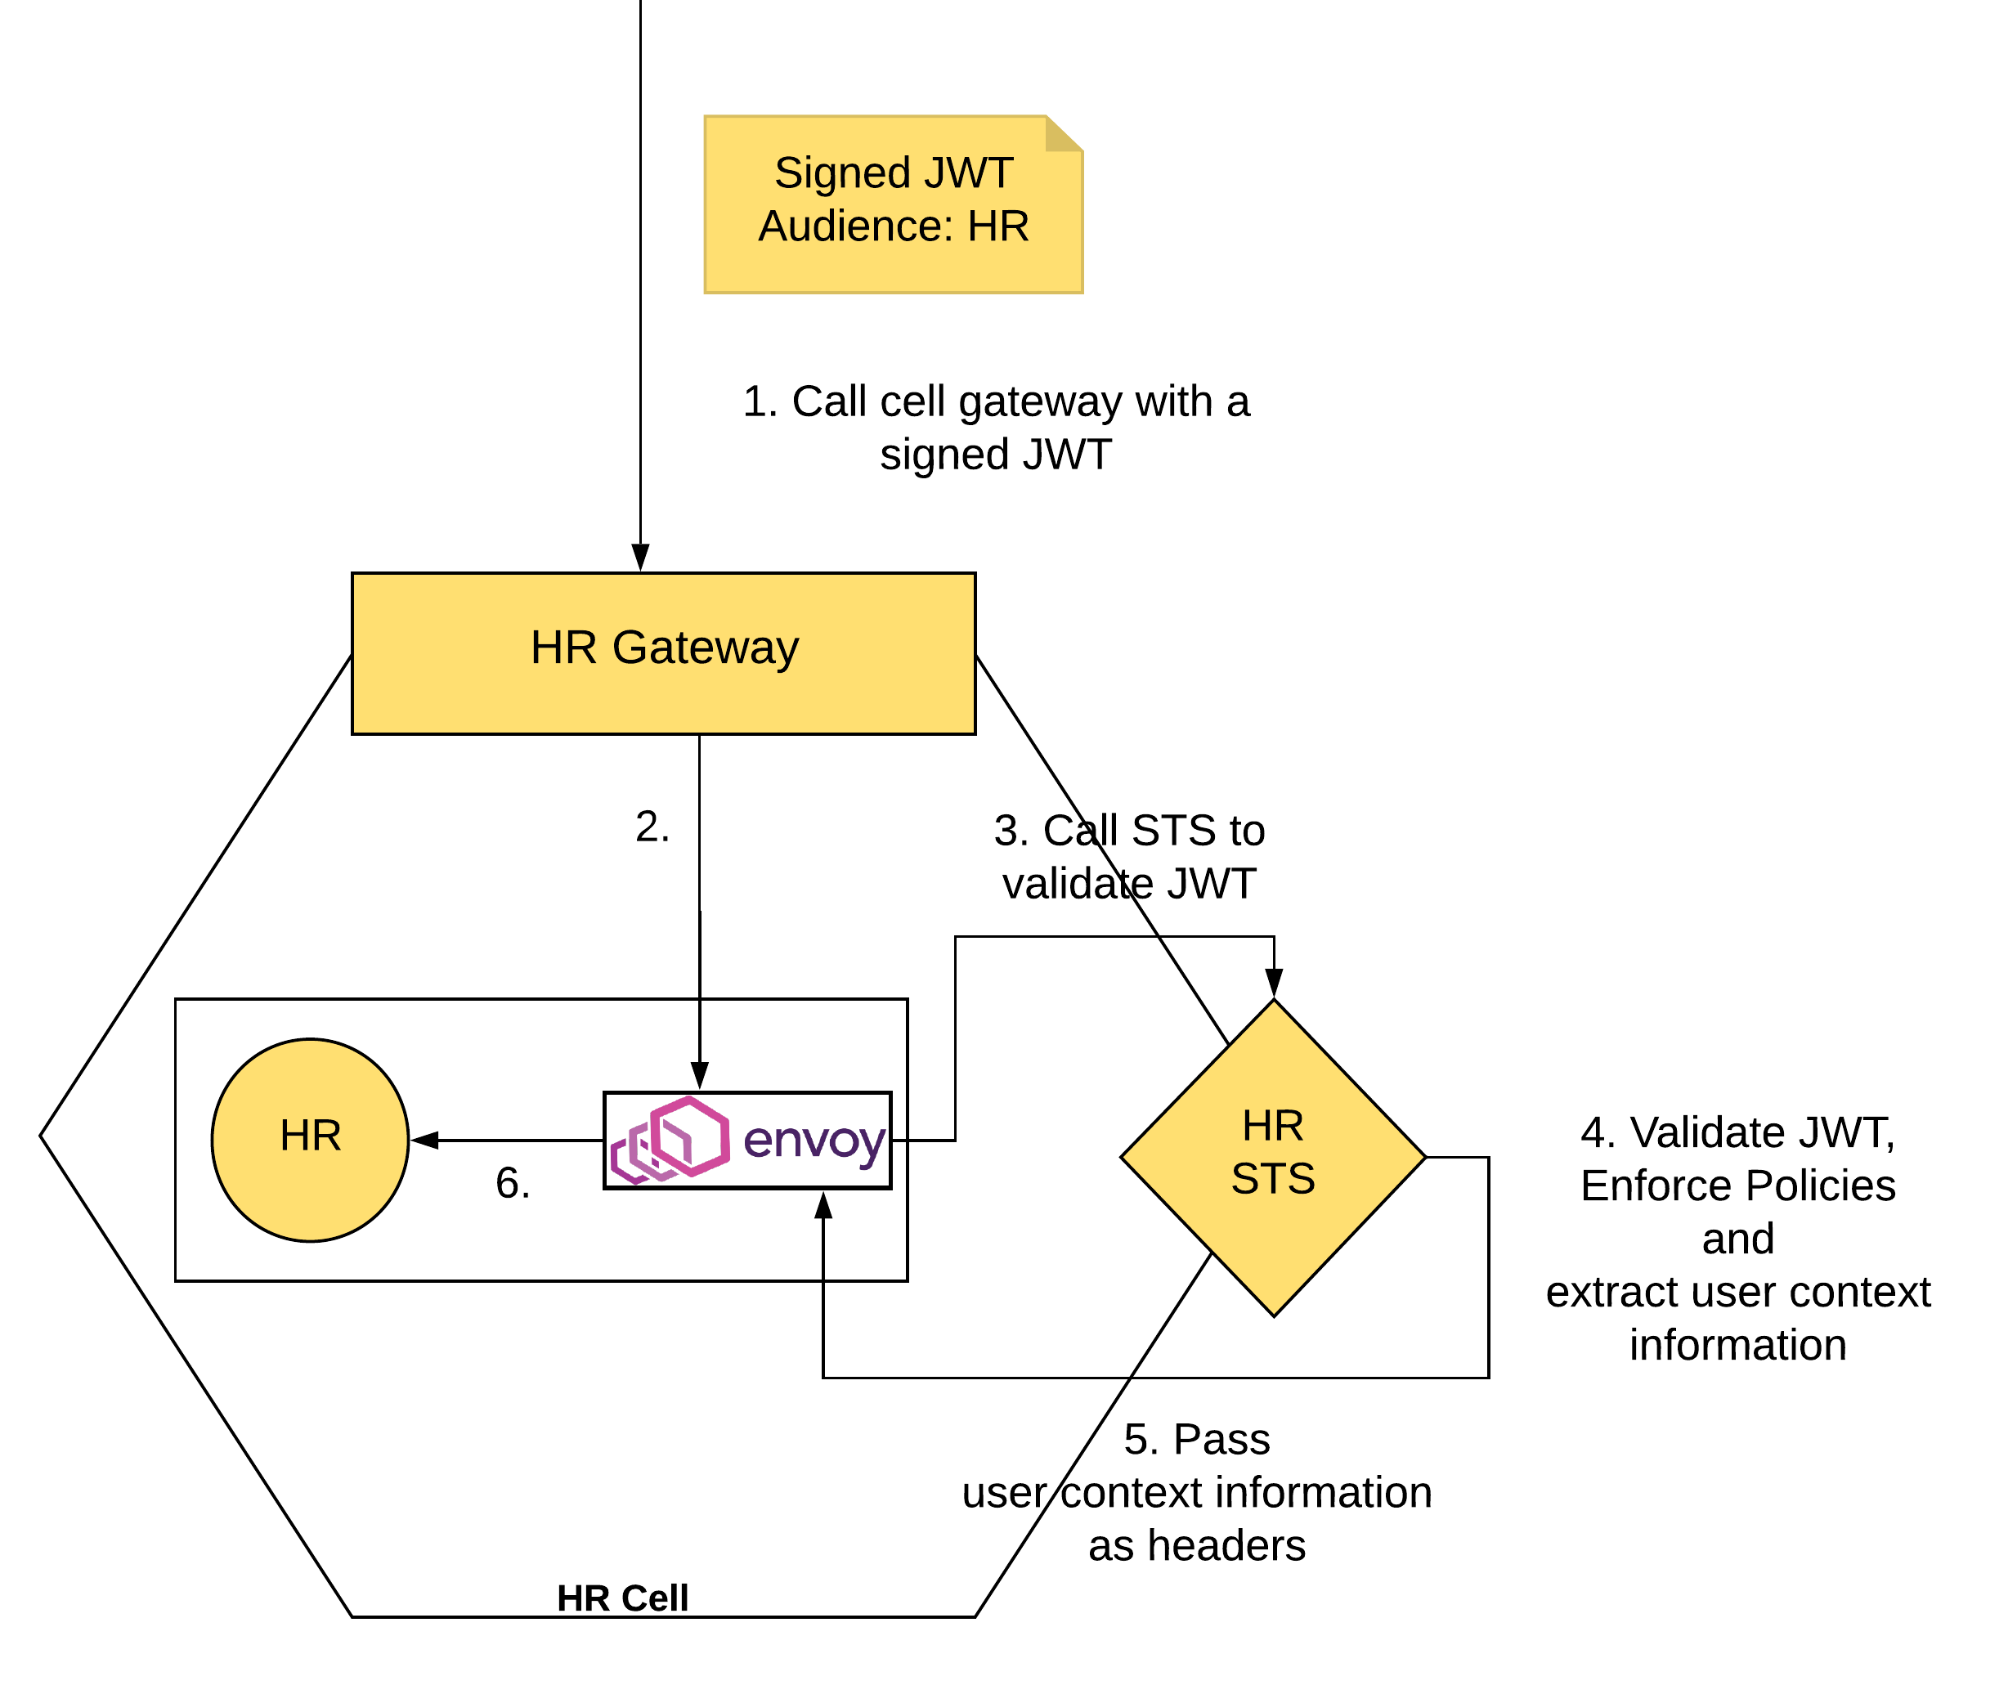 Signed JWT
Audience: HR
1. Call cell gateway with a
signed JWT
HR Gateway
2.
3. Call STS to
validate JWT
HR
6.
envoy
HR
STS
4. Validate JWT,
Enforce Policies
and
extract user context
information
5. Pass
user context information
as headers
HR Cell